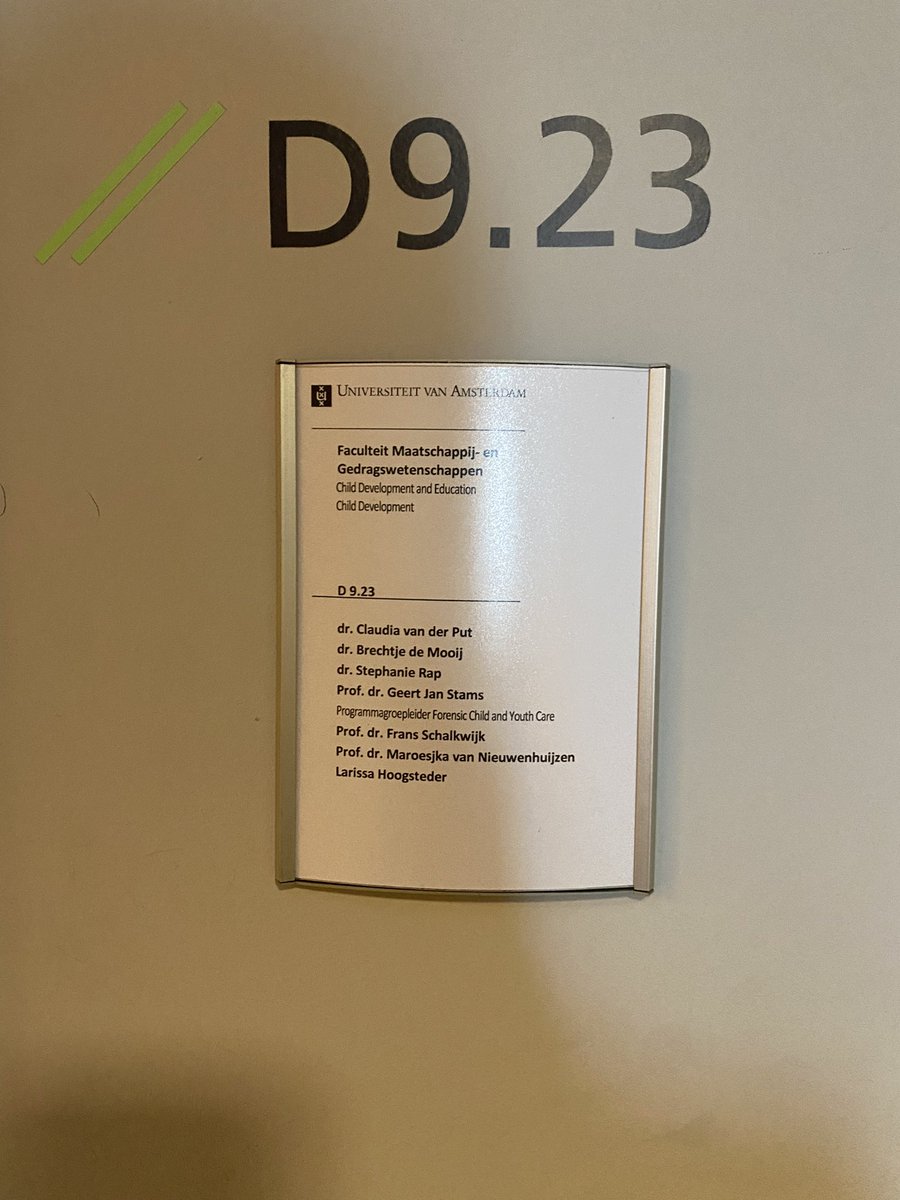 D9.23
UNIVERSITEIT VAN AMSTERDAM
Faculteit Maatschappij- en
Gedragswetenschappen
Child Development and Education
Child Development
D 9.23
dr. Claudia van der Put
dr. Brechtje de Mooij
dr. Stephanie Rap
Prof. dr. Geert Jan Stams
Programmagroepleider Forensic Child and Youth Care
Prof. dr. Frans Schalkwijk
Prof. dr. Maroesjka van Nieuwenhuijzen
Larissa Hoogsteder